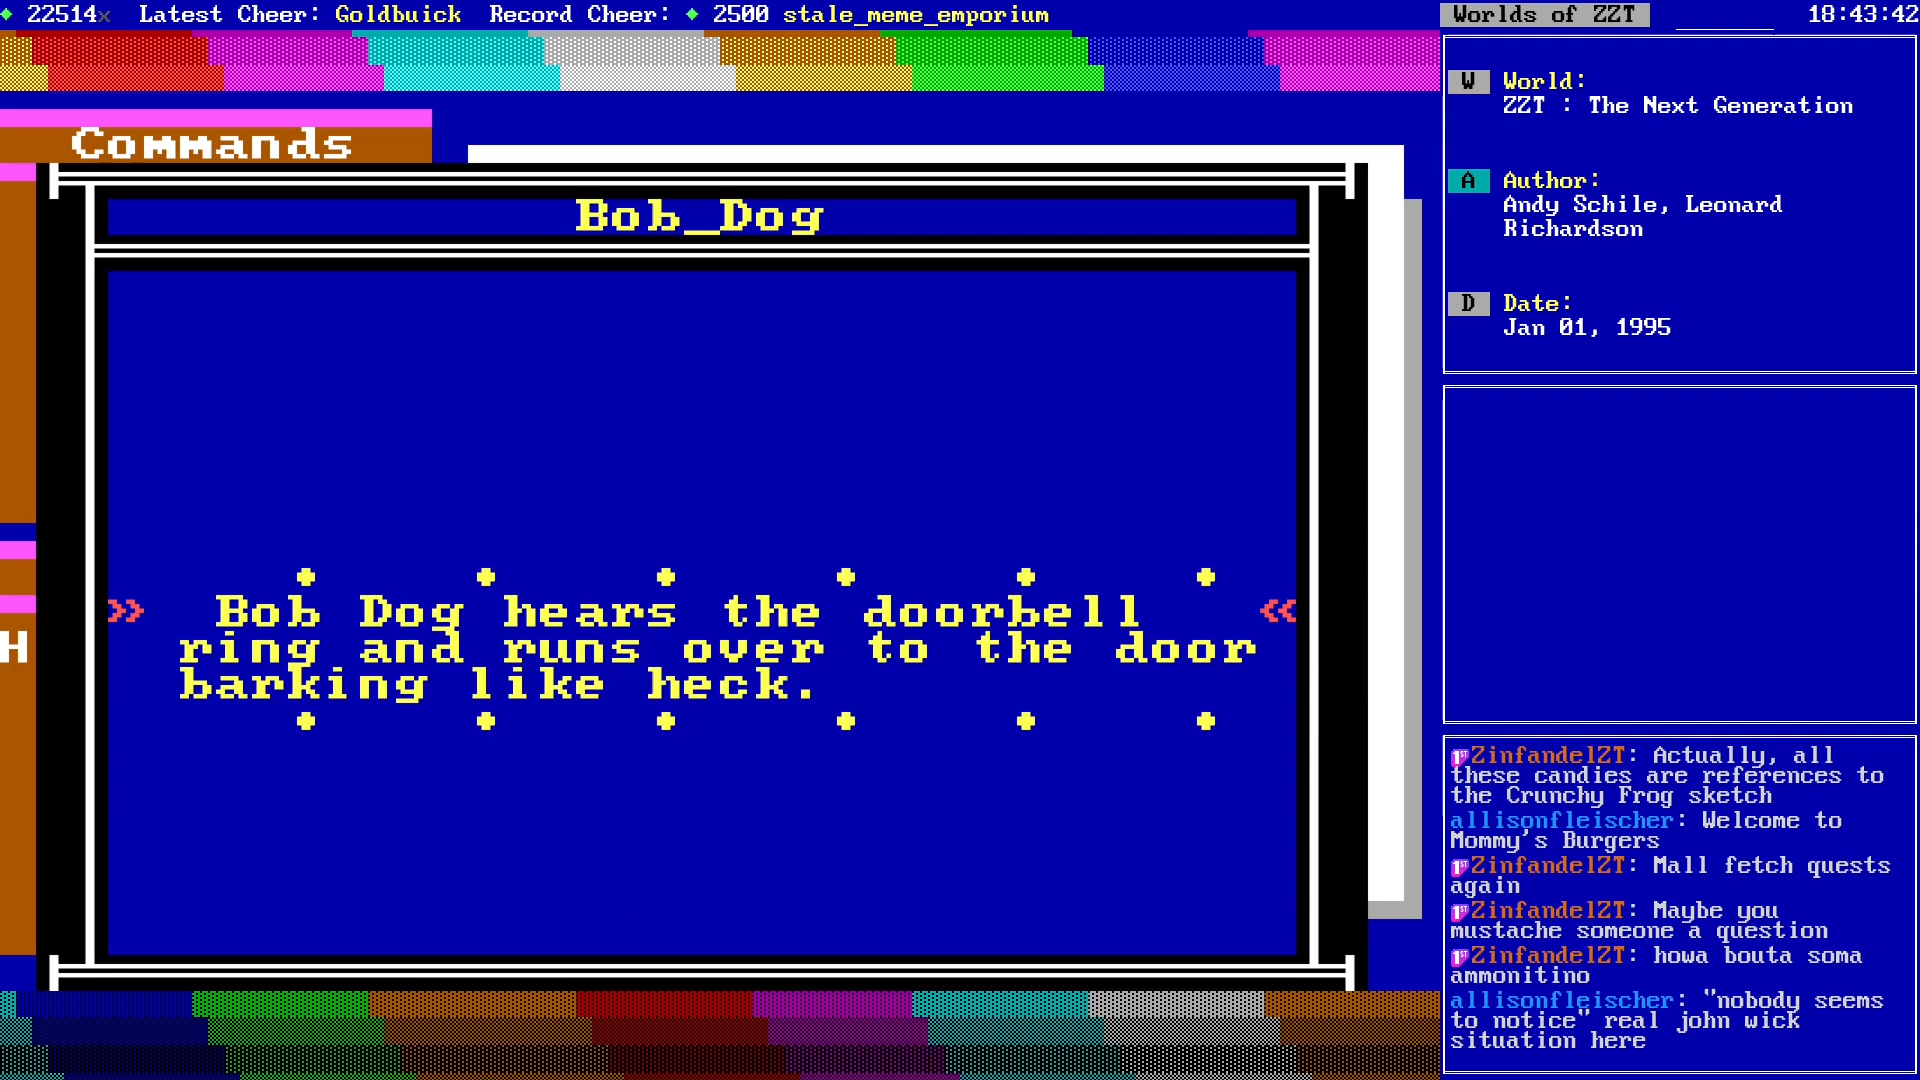 22514x Latest Cheer: Goldbuick Record Cheer: 2500 stale_meme_emporium
Worlds of ZZT 18:43:42
Commands
Bob_Dog
Bob Dog hears the doorbell
ring and runs over to the door
barking like heck.
H
W World:
ZZT : The Next Generation
A Author:
Andy Schile, Leonard
Richardson
D Date:
Jan 01, 1995
ZinfandelZT: Actually, all
these candies are references to
the Crunchy Frog sketch
allisonfleischer: Welcome to
Mommy's Burgers
ZinfandelZT: Mall fetch quests
again
ZinfandelZT: Maybe you
mustache someone a question
ZinfandelZT: howa bouta soma
ammonitino
allisonfleischer: "nobody seems
to notice" real john wick
situation here